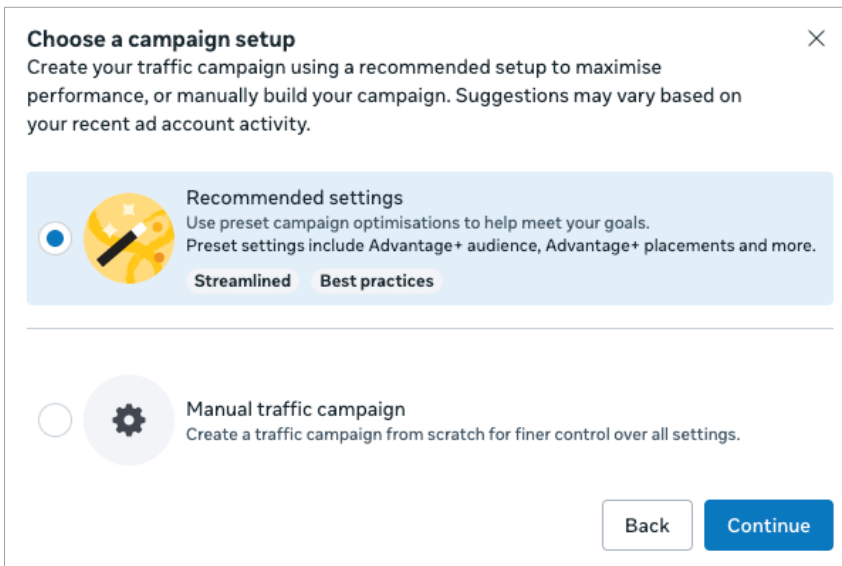 Choose a campaign setup
Create your traffic campaign using a recommended setup to maximise
performance, or manually build your campaign. Suggestions may vary based on
your recent ad account activity.
Recommended settings
Use preset campaign optimisations to help meet your goals.
Preset settings include Advantage+ audience, Advantage+ placements and more.
Streamlined Best practices
Manual traffic campaign
Create a traffic campaign from scratch for finer control over all settings.
Back Continue